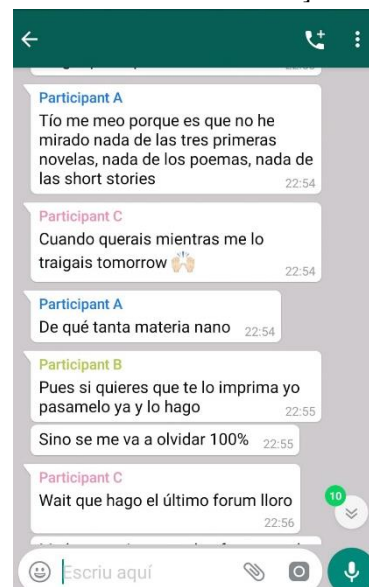 Participant A
Tío me meo porque es que no he
mirado nada de las tres primeras
novelas, nada de los poemas, nada de
las short stories
22:54
Participant C
Cuando querais mientras me lo
traigais tomorrow 🙌🏻
22:54
Participant A
De qué tanta materia nano 22:54
Participant B
Pues si quieres que te lo imprima yo
pasamelo ya y lo hago
22:55
Sino se me va a olvidar 100% 22:55
Participant C
Wait que hago el último forum lloro
22:56
10
Escriu aquí